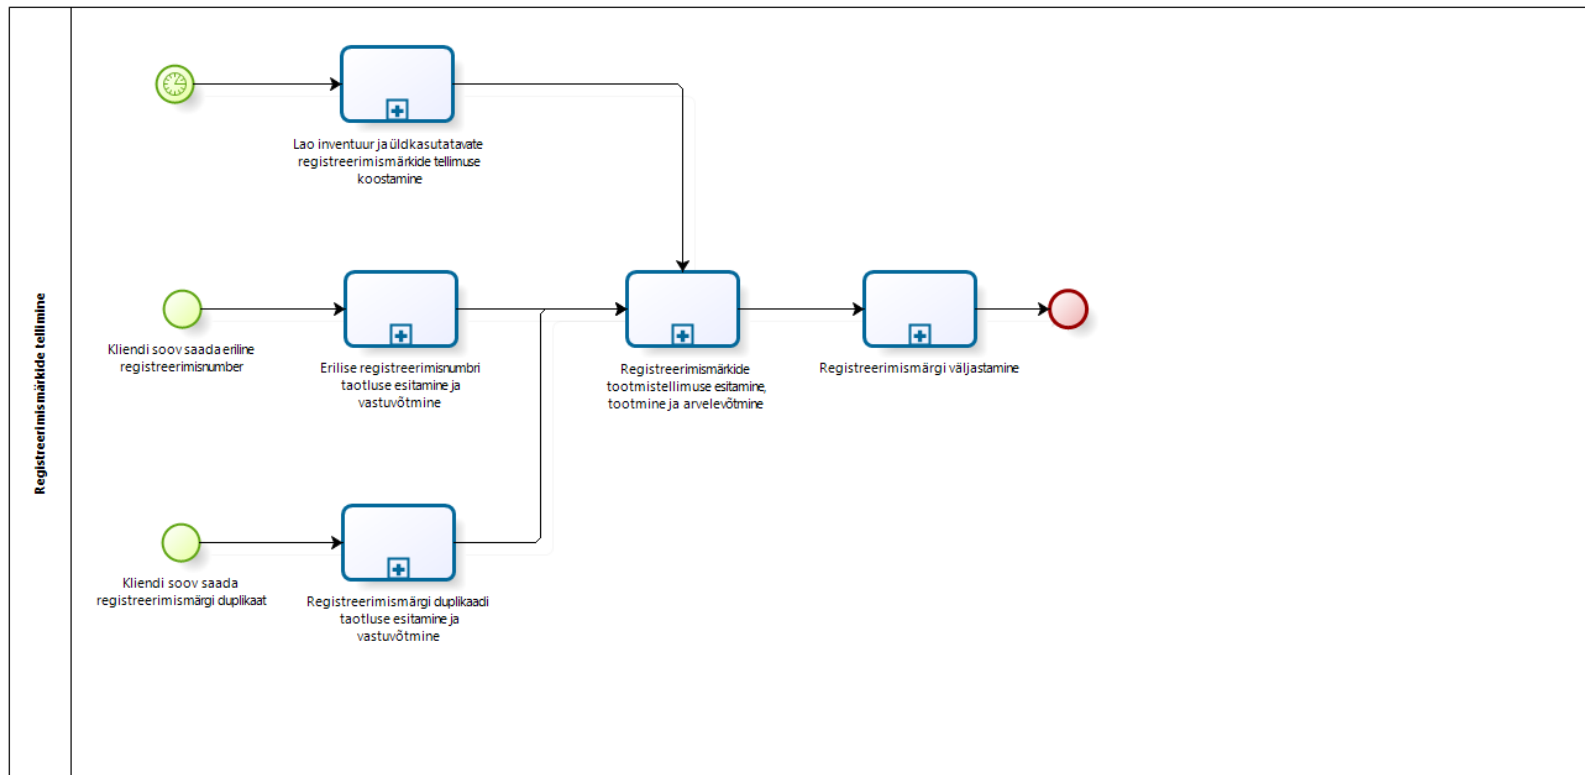 Registreerimismärkide tellimine
Lao inventuur ja üldkasutatavate
registreerimismärkide tellimuse
koostamine
Kliendi soov saada eriline
registreerimisnumber
Erilise registreerimisnumbri
taotluse esitamine ja
vastuvõtmine
Registreerimismärkide
tootmistellimuse esitamine,
tootmine ja arvelevõtmine
Registreerimismärgi väljastamine
Kliendi soov saada
registreerimismärgi duplikaat
Registreerimismärgi duplikaadi
taotluse esitamine ja
vastuvõtmine